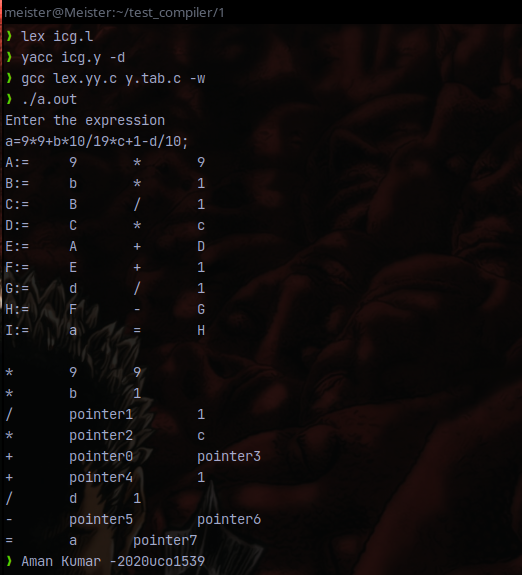 meister@Meister:~/test_compiler/1
❯ lex icg.l
❯ yacc icg.y -d
❯ gcc lex.yy.c y.tab.c -w
❯ ./a.out
Enter the expression
a=9*9+b*10/19*c+1-d/10;
A:= 9 * 9
B:= b * 1
C:= B / 1
D:= C * c
E:= A + D
F:= E + 1
G:= d / 1
H:= F - G
I:= a = H
* 9 9
* b 1
/ pointer1 1
* pointer2 c
+ pointer0 pointer3
+ pointer4 1
/ d 1
- pointer5 pointer6
= a pointer7
❯ Aman Kumar -2020uco1539